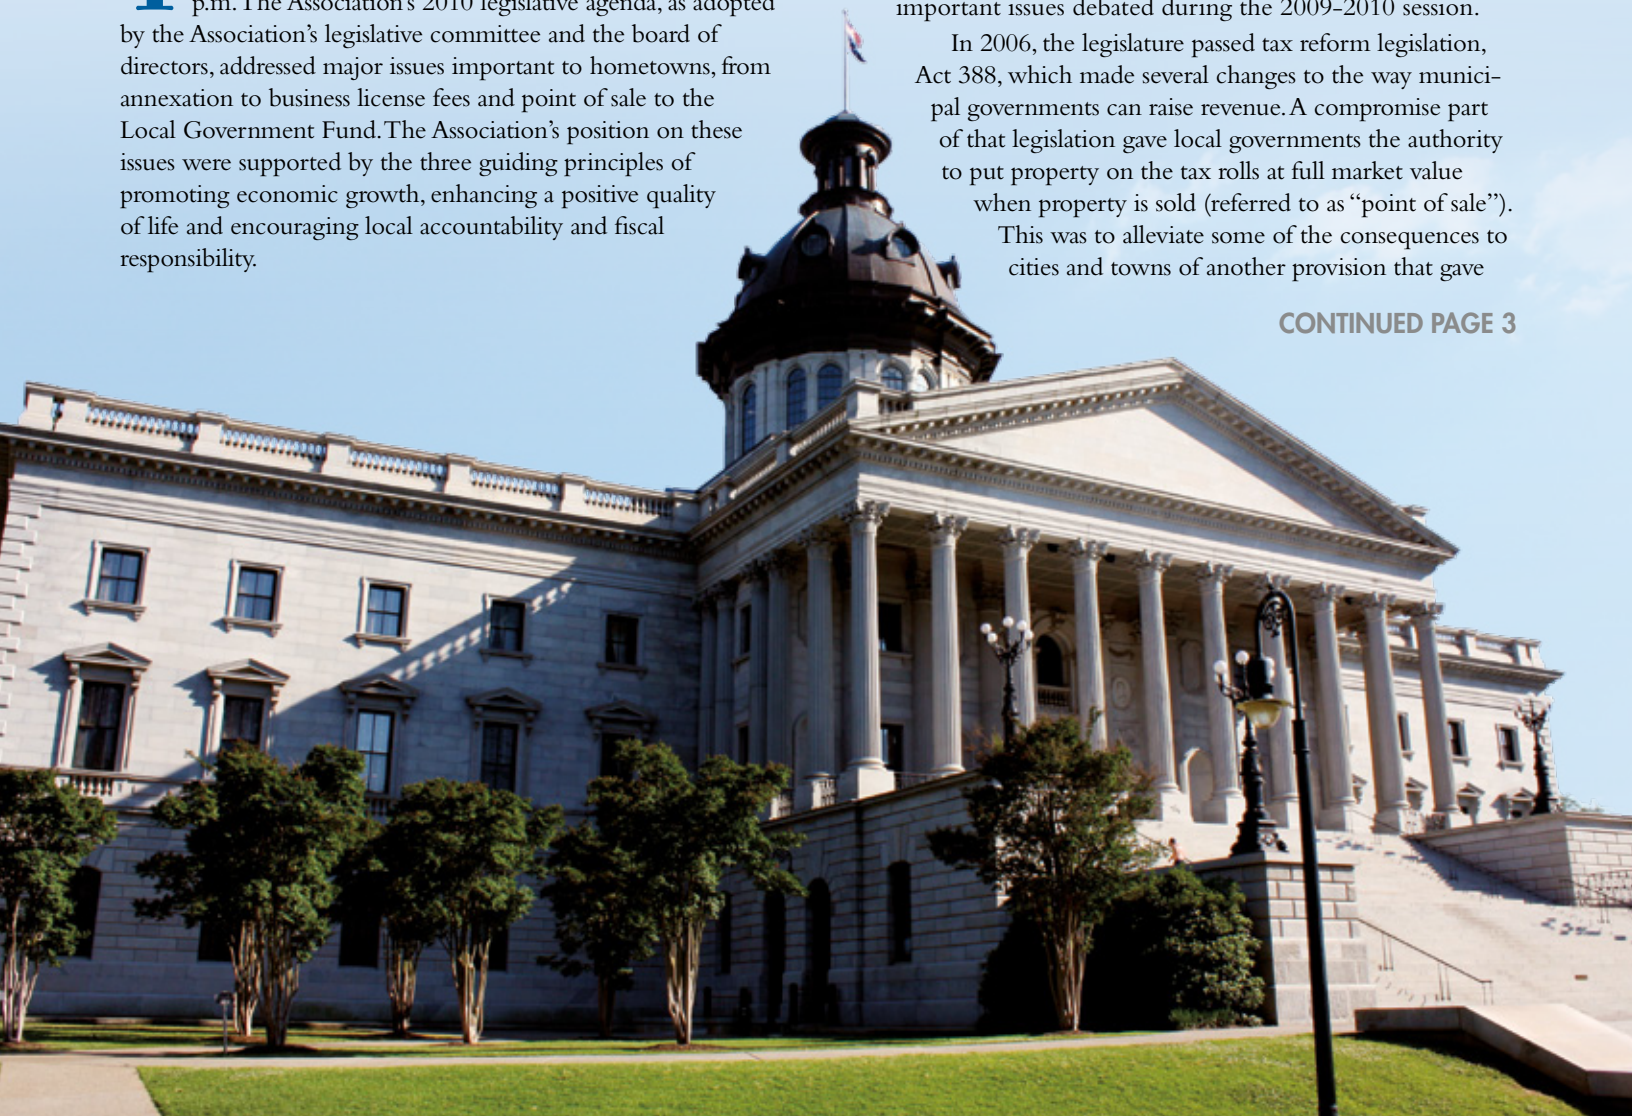 p.m. The Association's 2010 legislative agenda, as adopted
by the Association's legislative committee and the board of
directors, addressed major issues important to hometowns, from
annexation to business license fees and point of sale to the
Local Government Fund. The Association's position on these
issues were supported by the three guiding principles of
promoting economic growth, enhancing a positive quality
of life and encouraging local accountability and fiscal
responsibility.
important issues debated during the 2009-2010 session.
In 2006, the legislature passed tax reform legislation,
Act 388, which made several changes to the way munici-
pal governments can raise revenue. A compromise part
of that legislation gave local governments the authority
to put property on the tax rolls at full market value
when property is sold (referred to as “point of sale”).
This was to alleviate some of the consequences to
cities and towns of another provision that gave
CONTINUED PAGE 3